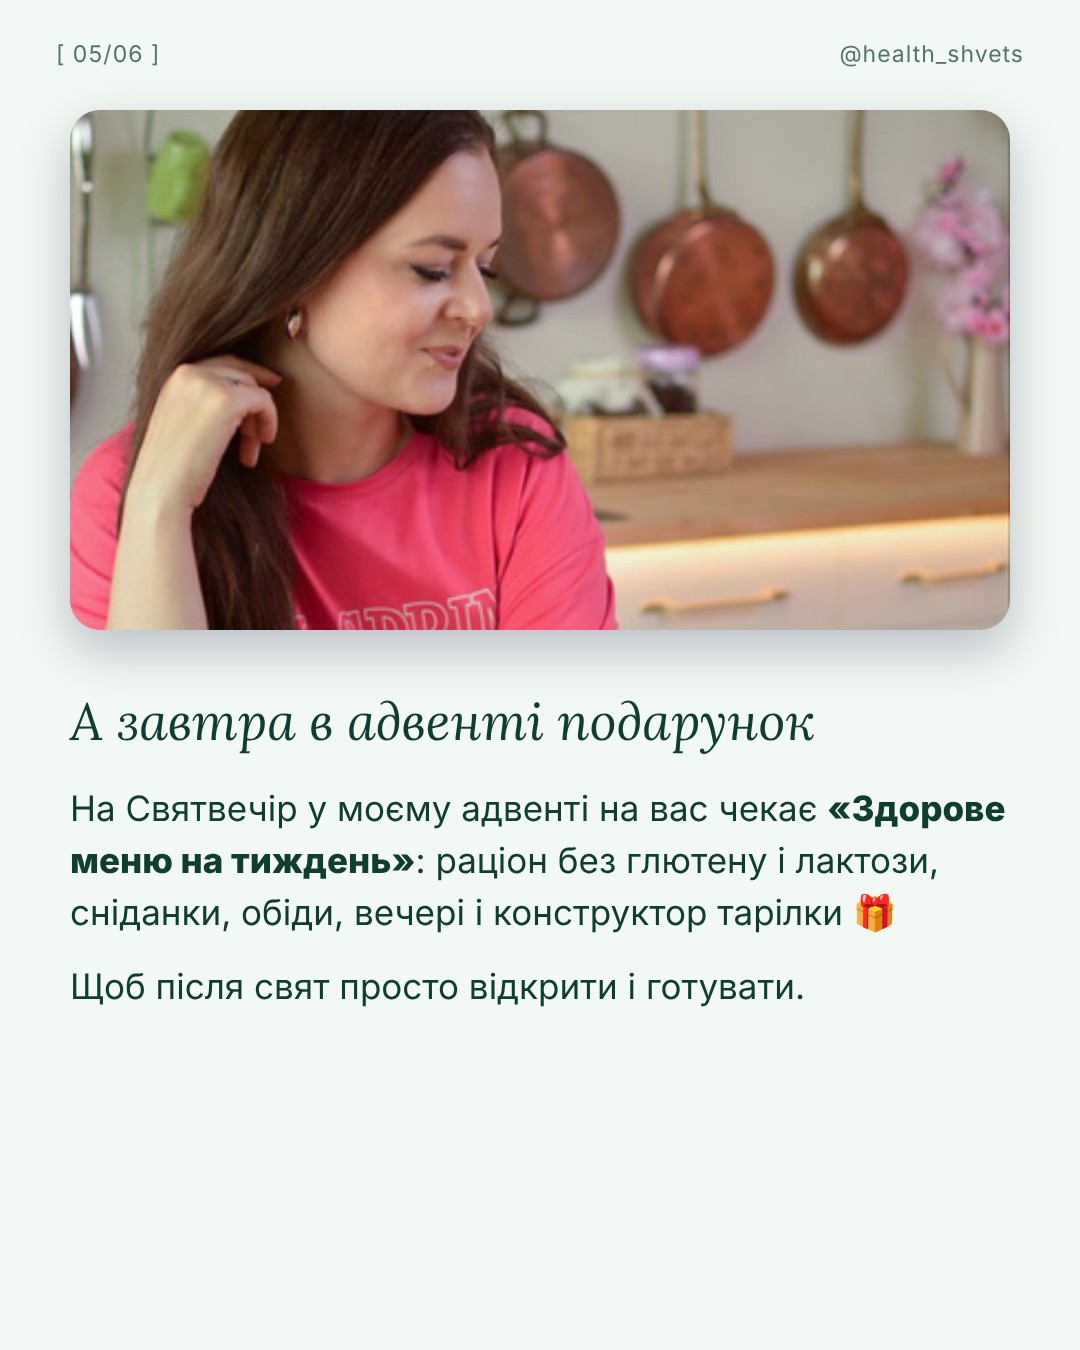 [ 05/06 ]
@health_shvets
А завтра в адвенті подарунок
На Святвечір у моєму адвенті на вас чекає «Здорове
меню на тиждень»: раціон без глютену і лактози,
сніданки, обіди, вечері і конструктор тарілки 🎁
Щоб після свят просто відкрити і готувати.